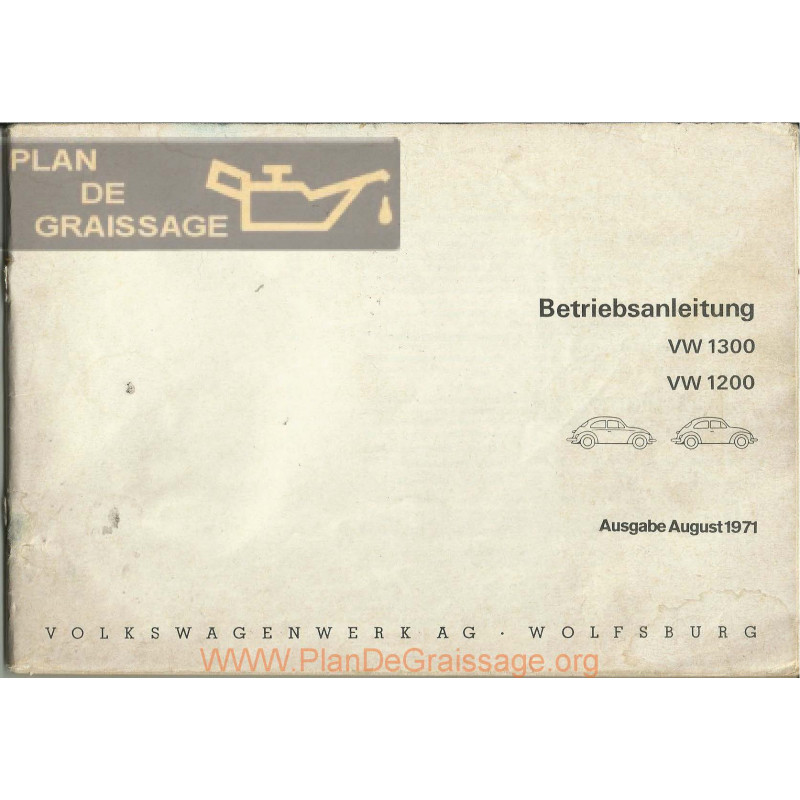 PLAN
DE
GRAISSAGE
Betriebsanleitung
VW 1300
VW 1200
Ausgabe August 1971
VOLKSWAGENWERK AG · WOLFSBURG
WWW.PlanDeGraissage.org